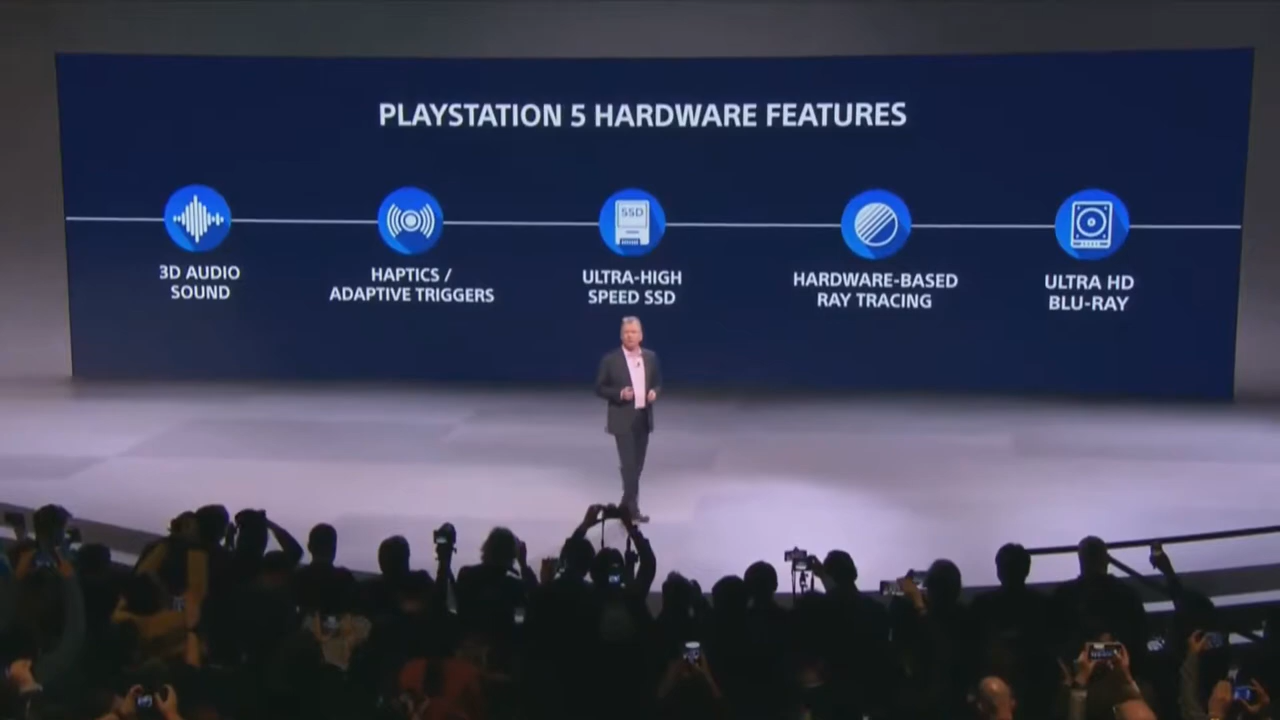 PLAYSTATION 5 HARDWARE FEATURES
3D AUDIO
SOUND
HAPTICS /
ADAPTIVE TRIGGERS
SSD
ULTRA-HIGH
SPEED SSD
HARDWARE-BASED
RAY TRACING
ULTRA HD
BLU-RAY